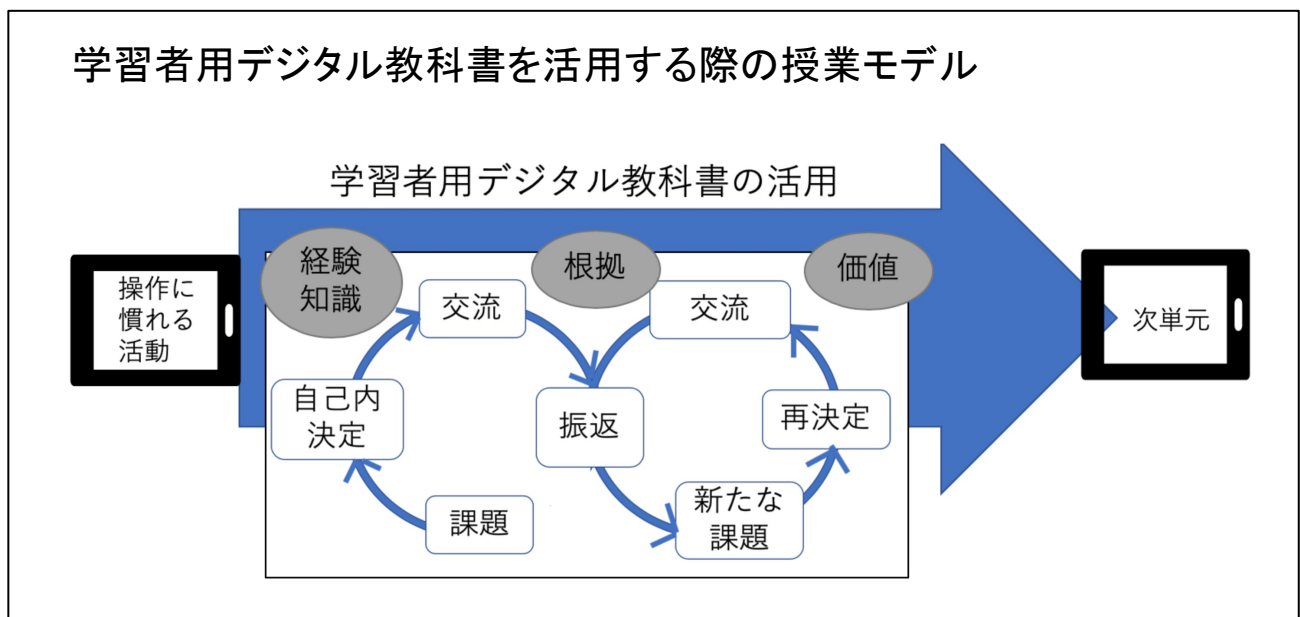 学習者用デジタル教科書を活用する際の授業モデル
学習者用デジタル教科書の活用
操作に
慣れる
活動
経験
知識
根拠
価値
交流
交流
自己内
決定
振返
再決定
課題
新たな
課題
次単元